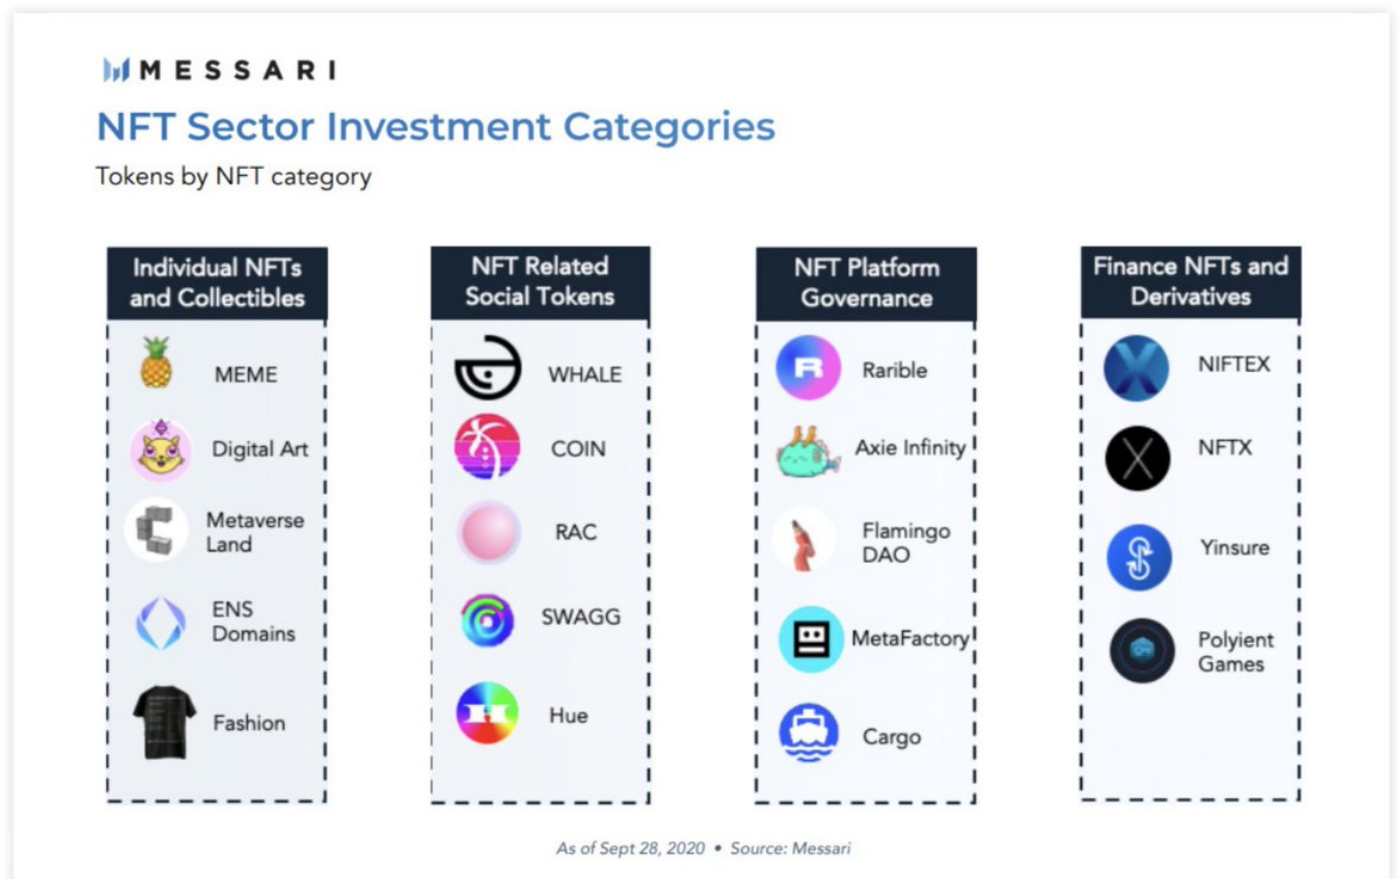 MESSARI
NFT Sector Investment Categories
Tokens by NFT category
Individual NFTs
and Collectibles
MEME
Digital Art
Metaverse
Land
ENS
Domains
Fashion
NFT Related
Social Tokens
WHALE
COIN
RAC
SWAGG
Hue
NFT Platform
Governance
R
Rarible
Axie Infinity
Flamingo
DAO
MetaFactory
Cargo
Finance NFTs and
Derivatives
NIFTEX
NFTX
Yinsure
Polyient
Games
As of Sept 28, 2020 • Source: Messari